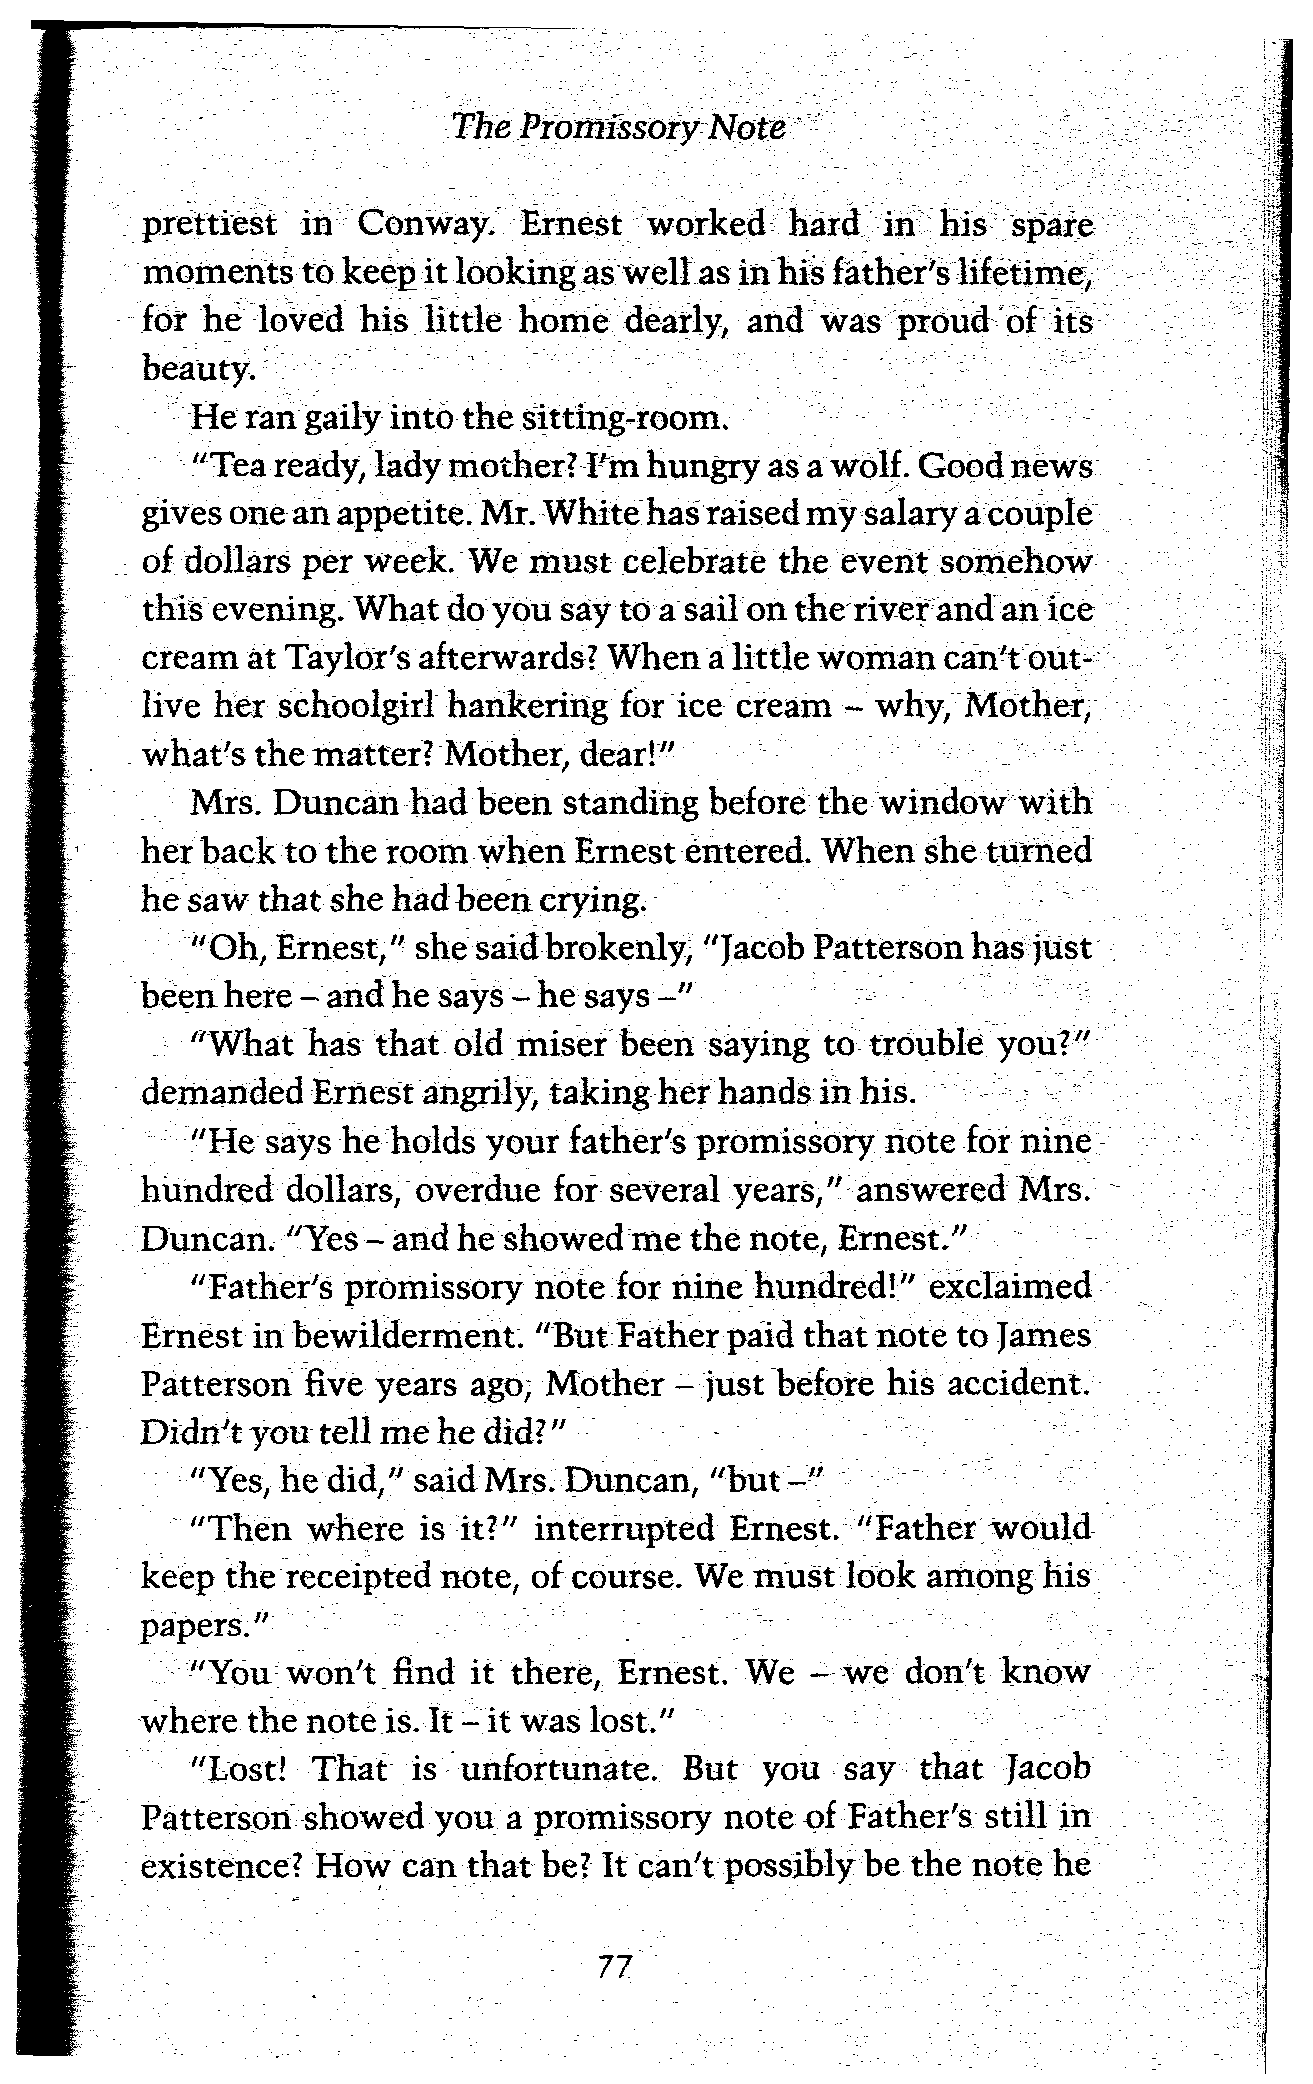 The Promissory Note
prettiest in Conway. Ernest worked hard in his spare
moments to keep it looking as well as in his father's lifetime,
for he loved his little home dearly, and was proud of its
beauty.
He ran gaily into the sitting-room.
"Tea ready, lady mother? I'm hungry as a wolf. Good news
gives one an appetite. Mr. White has raised my salary a couple
of dollars per week. We must celebrate the event somehow
this evening. What do you say to a sail on the river and an ice
cream at Taylor's afterwards? When a little woman can't out-
live her schoolgirl hankering for ice cream – why, Mother,
what's the matter? Mother, dear!"
Mrs. Duncan had been standing before the window with
her back to the room when Ernest entered. When she turned
he saw that she had been crying.
"Oh, Ernest," she said brokenly, "Jacob Patterson has just
been here – and he says – he says –"
"What has that old miser been saying to trouble you?"
demanded Ernest angrily, taking her hands in his.
"He says he holds your father's promissory note for nine
hundred dollars, overdue for several years," answered Mrs.
Duncan. "Yes – and he showed me the note, Ernest."
"Father's promissory note for nine hundred!" exclaimed
Ernest in bewilderment. "But Father paid that note to James
Patterson five years ago, Mother – just before his accident.
Didn't you tell me he did?"
"Yes, he did," said Mrs. Duncan, "but –"
"Then where is it?" interrupted Ernest. "Father would
keep the receipted note, of course. We must look among his
papers."
"You won't find it there, Ernest. We – we don't know
where the note is. It – it was lost."
"Lost! That is unfortunate. But you say that Jacob
Patterson showed you a promissory note of Father's still in
existence? How can that be? It can't possibly be the note he
77